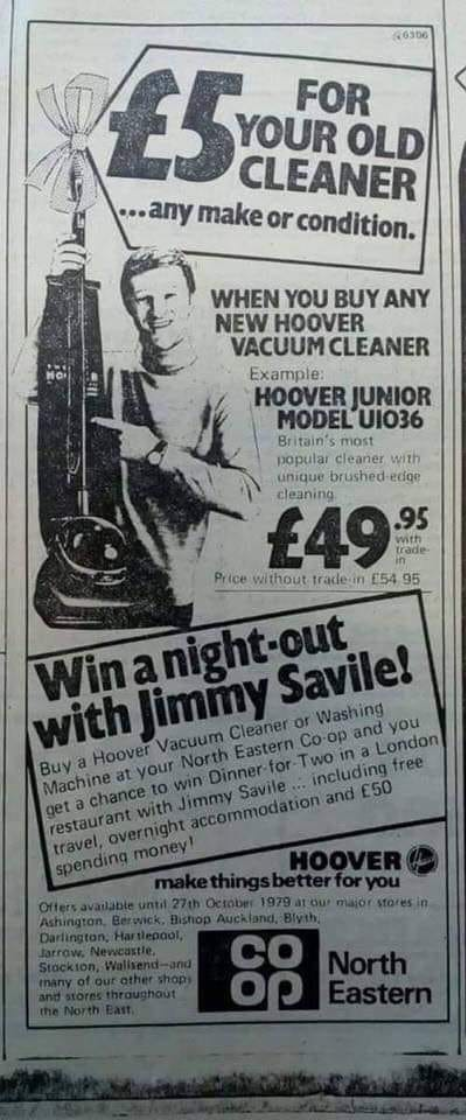 £5 FOR
YOUR OLD
CLEANER
...any make or condition.
WHEN YOU BUY ANY
NEW HOOVER
VACUUM CLEANER
Example:
HOOVER JUNIOR
MODEL U1036
Britain's most
popular cleaner with
unique brushed-edge
cleaning.
£49.95
with
trade-
in
Price without trade-in £54.95
Win a night-out
with Jimmy Savile!
Buy a Hoover Vacuum Cleaner or Washing
Machine at your North Eastern Co-op and you
get a chance to win Dinner-for-Two in a London
restaurant with Jimmy Savile ... including free
travel, overnight accommodation and £50
spending money!
HOOVER
make things better for you
Offers available until 27th October 1979 at our major stores in
Ashington, Berwick, Bishop Auckland, Blyth,
Darlington, Hartlepool,
Jarrow, Newcastle,
Stockton, Wallsend—and
many of our other shops
and stores throughout
the North East.
CO
OP
North
Eastern